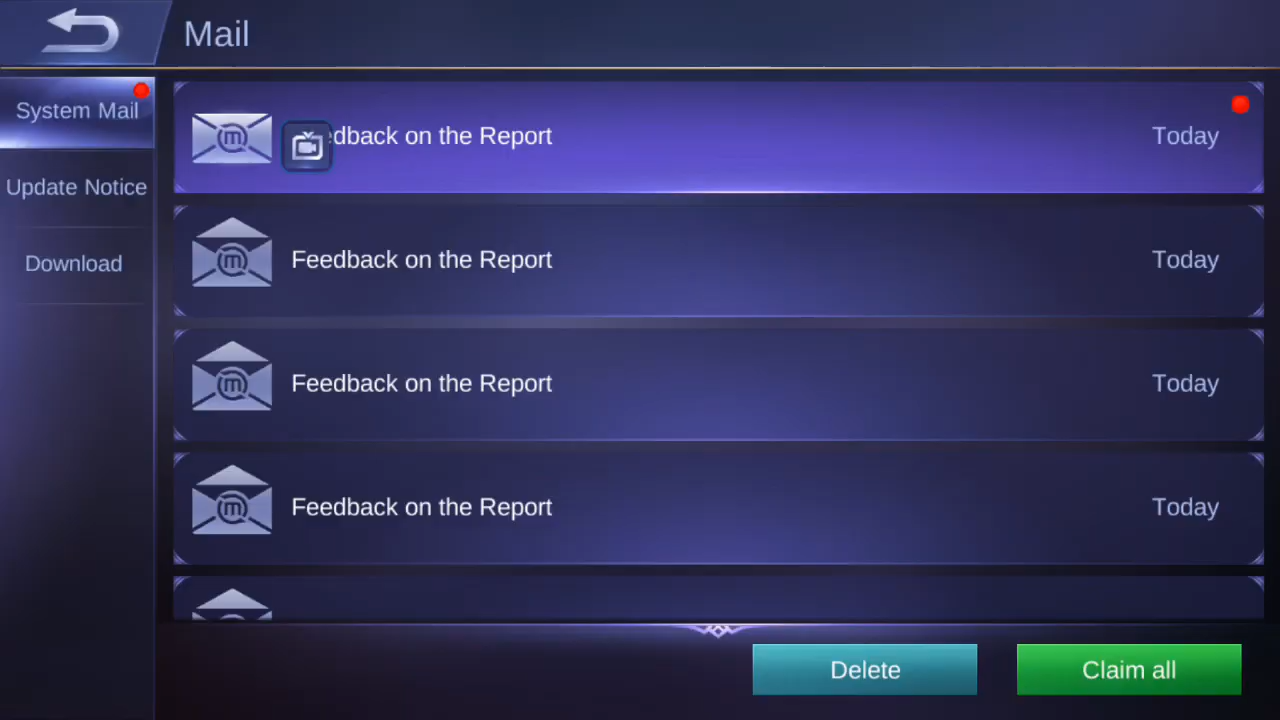 Mail
System Mail
Update Notice
Download
edback on the Report
Today
Feedback on the Report
Today
Feedback on the Report
Today
Feedback on the Report
Today
Delete
Claim all